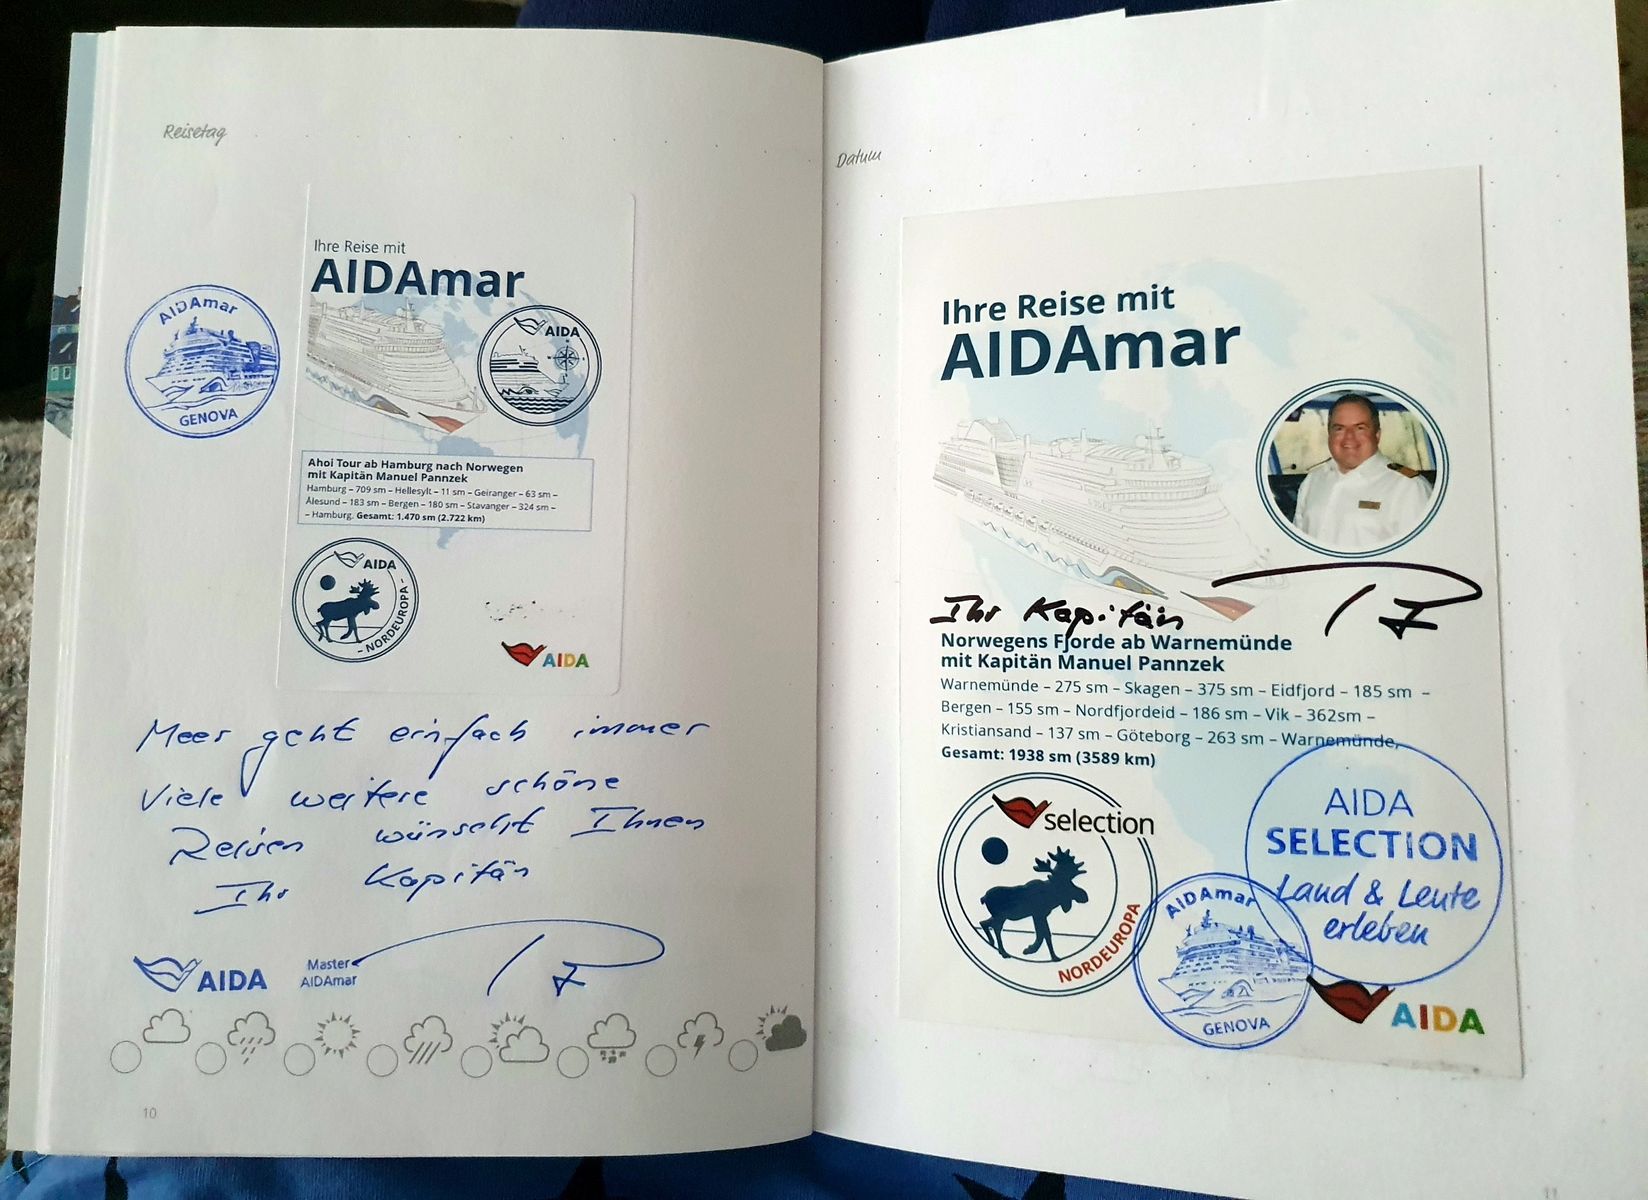 Reisetag
Ihre Reise mit
AIDAmar
AIDAmar
GENOVA
AIDA
Ahoi Tour ab Hamburg nach Norwegen
mit Kapitän Manuel Pannzek
Hamburg – 709 sm – Hellesylt – 11 sm – Geiranger – 63 sm –
Ålesund – 183 sm – Bergen – 180 sm – Stavanger – 324 sm –
– Hamburg. Gesamt: 1.470 sm (2.722 km)
AIDA
- NORDEUROPA -
AIDA
Meer geht einfach immer
Viele weitere schöne
Reisen wünscht Ihnen
Ihr Kapitän
AIDA
Master
AIDAmar
10
Datum
Ihre Reise mit
AIDAmar
Ihr Kapitän
Norwegens Fjorde ab Warnemünde
mit Kapitän Manuel Pannzek
Warnemünde – 275 sm – Skagen – 375 sm – Eidfjord – 185 sm –
Bergen – 155 sm – Nordfjordeid – 186 sm – Vik – 362sm –
Kristiansand – 137 sm – Göteborg – 263 sm – Warnemünde,
Gesamt: 1938 sm (3589 km)
selection
NORDEUROPA
AIDA
SELECTION
Land & Leute
erleben
AIDAmar
GENOVA
AIDA
11